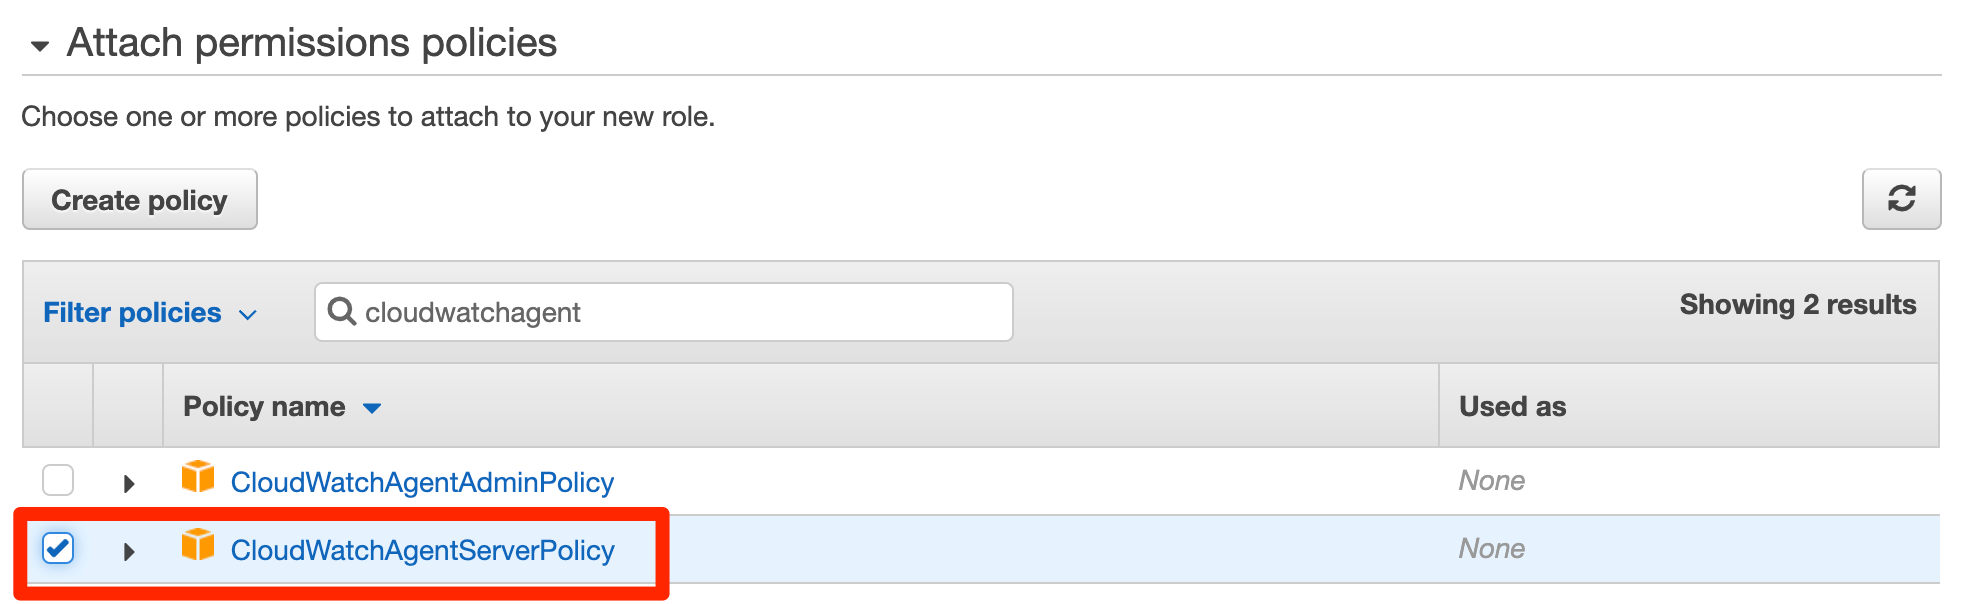 Attach permissions policies
Choose one or more policies to attach to your new role.
Create policy
Filter policies
cloudwatchagent
Showing 2 results
Policy name
Used as
CloudWatchAgentAdminPolicy
None
CloudWatchAgentServerPolicy
None